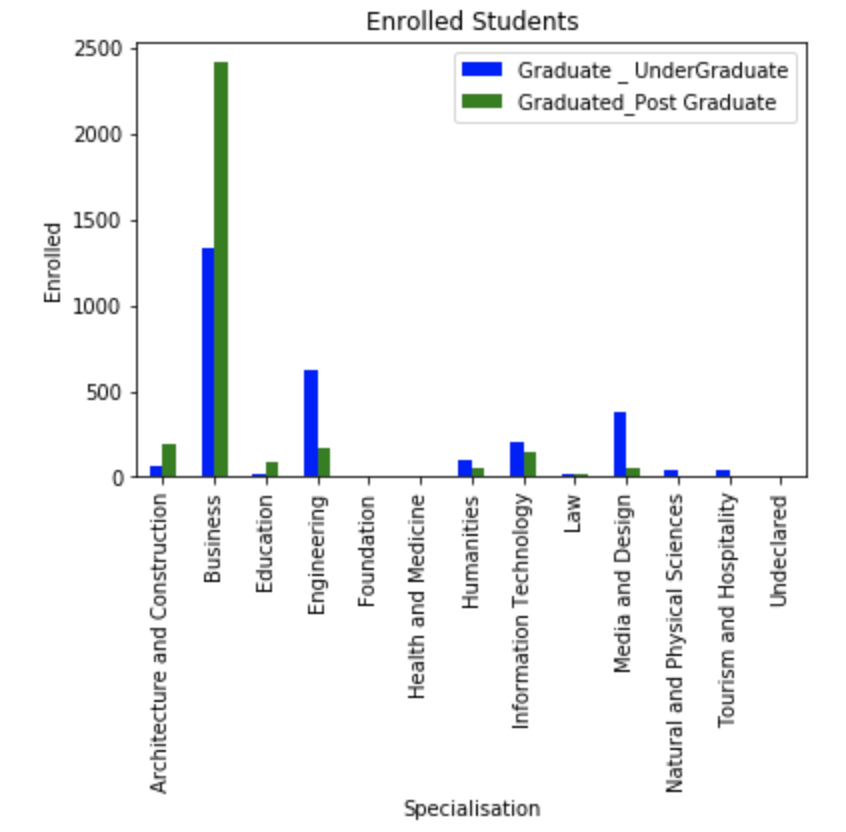 Enrolled Students
Graduate _ UnderGraduate
Graduated_Post Graduate
Enrolled
2500
2000
1500
1000
500
0
Architecture and Construction
Business
Education
Engineering
Foundation
Health and Medicine
Humanities
Information Technology
Law
Media and Design
Natural and Physical Sciences
Tourism and Hospitality
Undeclared
Specialisation